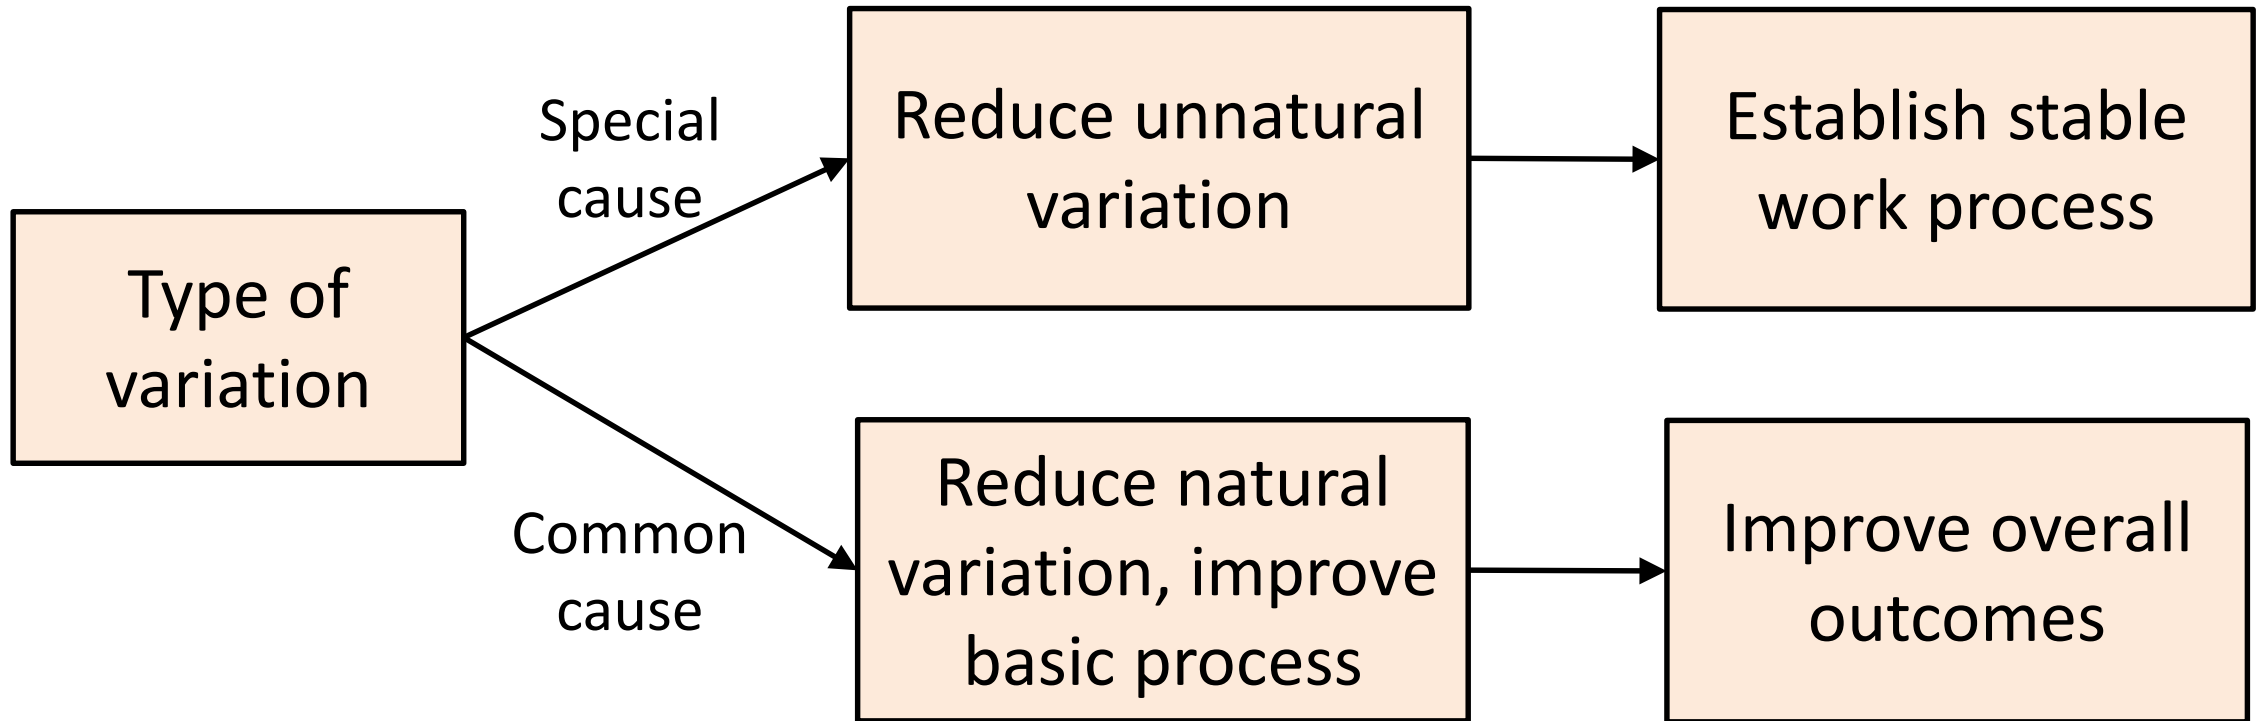 Type of
variation
Special
cause
Reduce unnatural
variation
Establish stable
work process
Common
cause
Reduce natural
variation, improve
basic process
Improve overall
outcomes